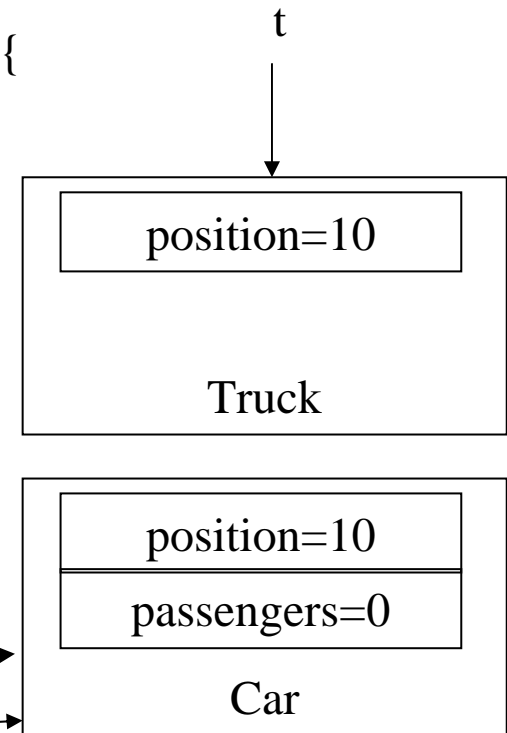 t
{
position=10
Truck
position=10
passengers=0
Car